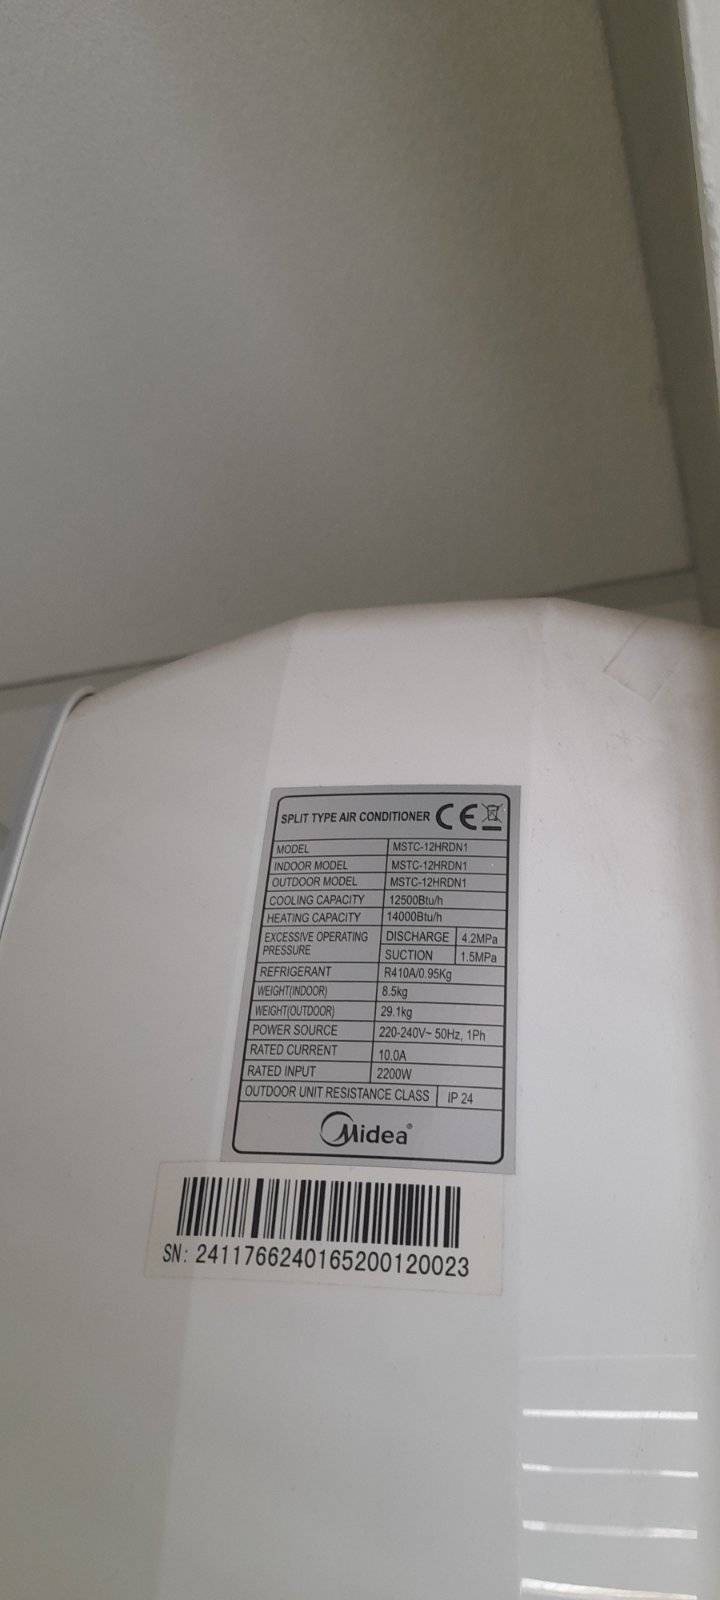 SPLIT TYPE AIR CONDITIONER CE
MODEL MSTC-12HRDN1
INDOOR MODEL MSTC-12HRDN1
OUTDOOR MODEL MSTC-12HRDN1
COOLING CAPACITY 12500Btu/h
HEATING CAPACITY 14000Btu/h
EXCESSIVE OPERATING PRESSURE DISCHARGE 4.2MPa
SUCTION 1.5MPa
REFRIGERANT R410A/0.95Kg
WEIGHT(INDOOR) 8.5kg
WEIGHT(OUTDOOR) 29.1kg
POWER SOURCE 220-240V~ 50Hz, 1Ph
RATED CURRENT 10.0A
RATED INPUT 2200W
OUTDOOR UNIT RESISTANCE CLASS IP 24
Midea®
SN: 2411766240165200120023